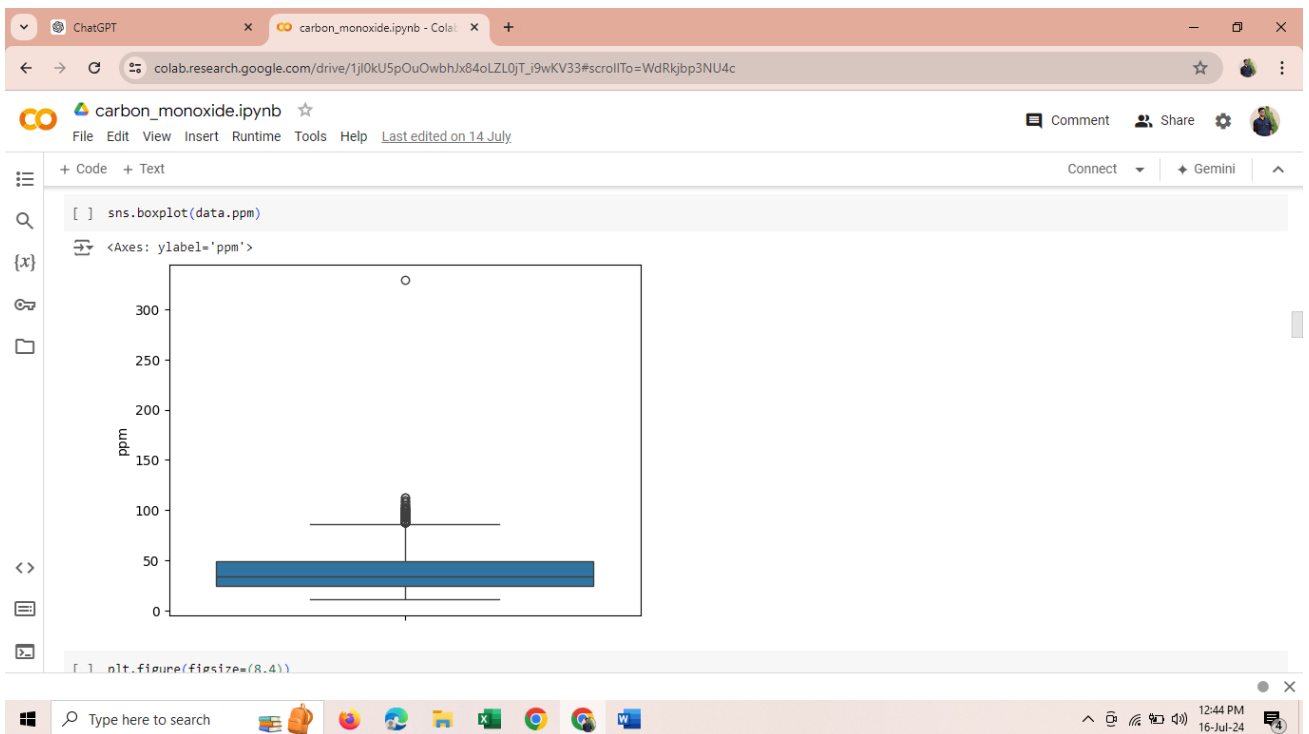 ChatGPT
carbon_monoxide.ipynb - Colab
colab.research.google.com/drive/1jI0kU5pOuOwbhJx84oLZL0jT_i9wKV33#scrollTo=WdRkjbp3NU4c
CO
carbon_monoxide.ipynb
File Edit View Insert Runtime Tools Help Last edited on 14 July
Comment
Share
+ Code + Text
Connect
Gemini
[ ] sns.boxplot(data.ppm)
<Axes: ylabel='ppm'>
{x}
300
250
200
150
100
50
0
ppm
[ ] plt.figure(figsize=(8,4))
Type here to search
12:44 PM
16-Jul-24
4